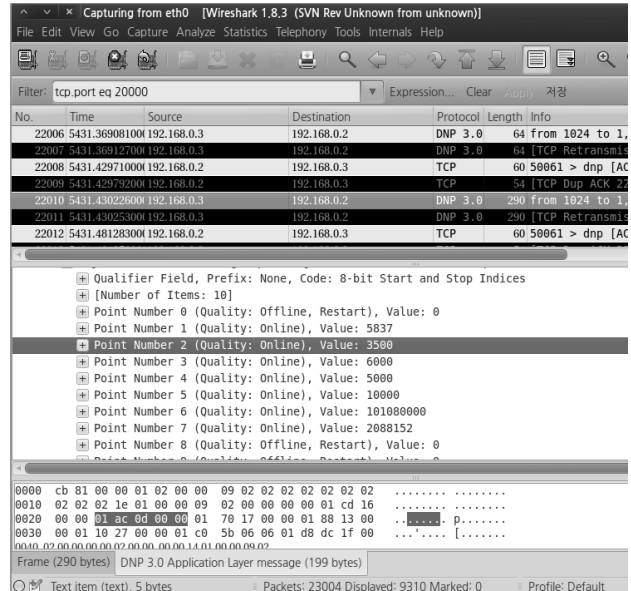 Capturing from eth0 [Wireshark 1.8.3 (SVN Rev Unknown from unknown)]
File Edit View Go Capture Analyze Statistics Telephony Tools Internals Help
Filter: tcp.port eq 20000 Expression... Clear Apply 저장
No. Time Source Destination Protocol Length Info
22006 5431.36908100 192.168.0.3 192.168.0.2 DNP 3.0 64 from 1024 to 1,
22007 5431.36912700 192.168.0.3 192.168.0.2 DNP 3.0 64 [TCP Retransmis
22008 5431.42971000 192.168.0.2 192.168.0.3 TCP 60 50061 > dnp [AC
22009 5431.42979200 192.168.0.2 192.168.0.3 TCP 54 [TCP Dup ACK 22
22010 5431.43022600 192.168.0.3 192.168.0.2 DNP 3.0 290 from 1024 to 1,
22011 5431.43025300 192.168.0.3 192.168.0.2 DNP 3.0 290 [TCP Retransmis
22012 5431.48128300 192.168.0.2 192.168.0.3 TCP 60 50061 > dnp [AC
Qualifier Field, Prefix: None, Code: 8-bit Start and Stop Indices
[Number of Items: 10]
Point Number 0 (Quality: Offline, Restart), Value: 0
Point Number 1 (Quality: Online), Value: 5837
Point Number 2 (Quality: Online), Value: 3500
Point Number 3 (Quality: Online), Value: 6000
Point Number 4 (Quality: Online), Value: 5000
Point Number 5 (Quality: Online), Value: 10000
Point Number 6 (Quality: Online), Value: 101080000
Point Number 7 (Quality: Online), Value: 2088152
Point Number 8 (Quality: Offline, Restart), Value: 0
0000 cb 81 00 00 01 02 00 00 09 02 02 02 02 02 02 02 ........ ........
0010 02 02 02 1e 01 00 00 09 02 00 00 00 00 01 cd 16 ........ ........
0020 00 00 01 ac 0d 00 00 01 70 17 00 00 01 88 13 00 ........ p.......
0030 00 01 10 27 00 00 01 c0 5b 06 06 01 d8 dc 1f 00 ...'.... [.......
0040 02 00 00 00 00 02 00 00 00 00 14 01 00 00 09 02
Frame (290 bytes) DNP 3.0 Application Layer message (199 bytes)
Text item (text), 5 bytes Packets: 23004 Displayed: 9310 Marked: 0 Profile: Default